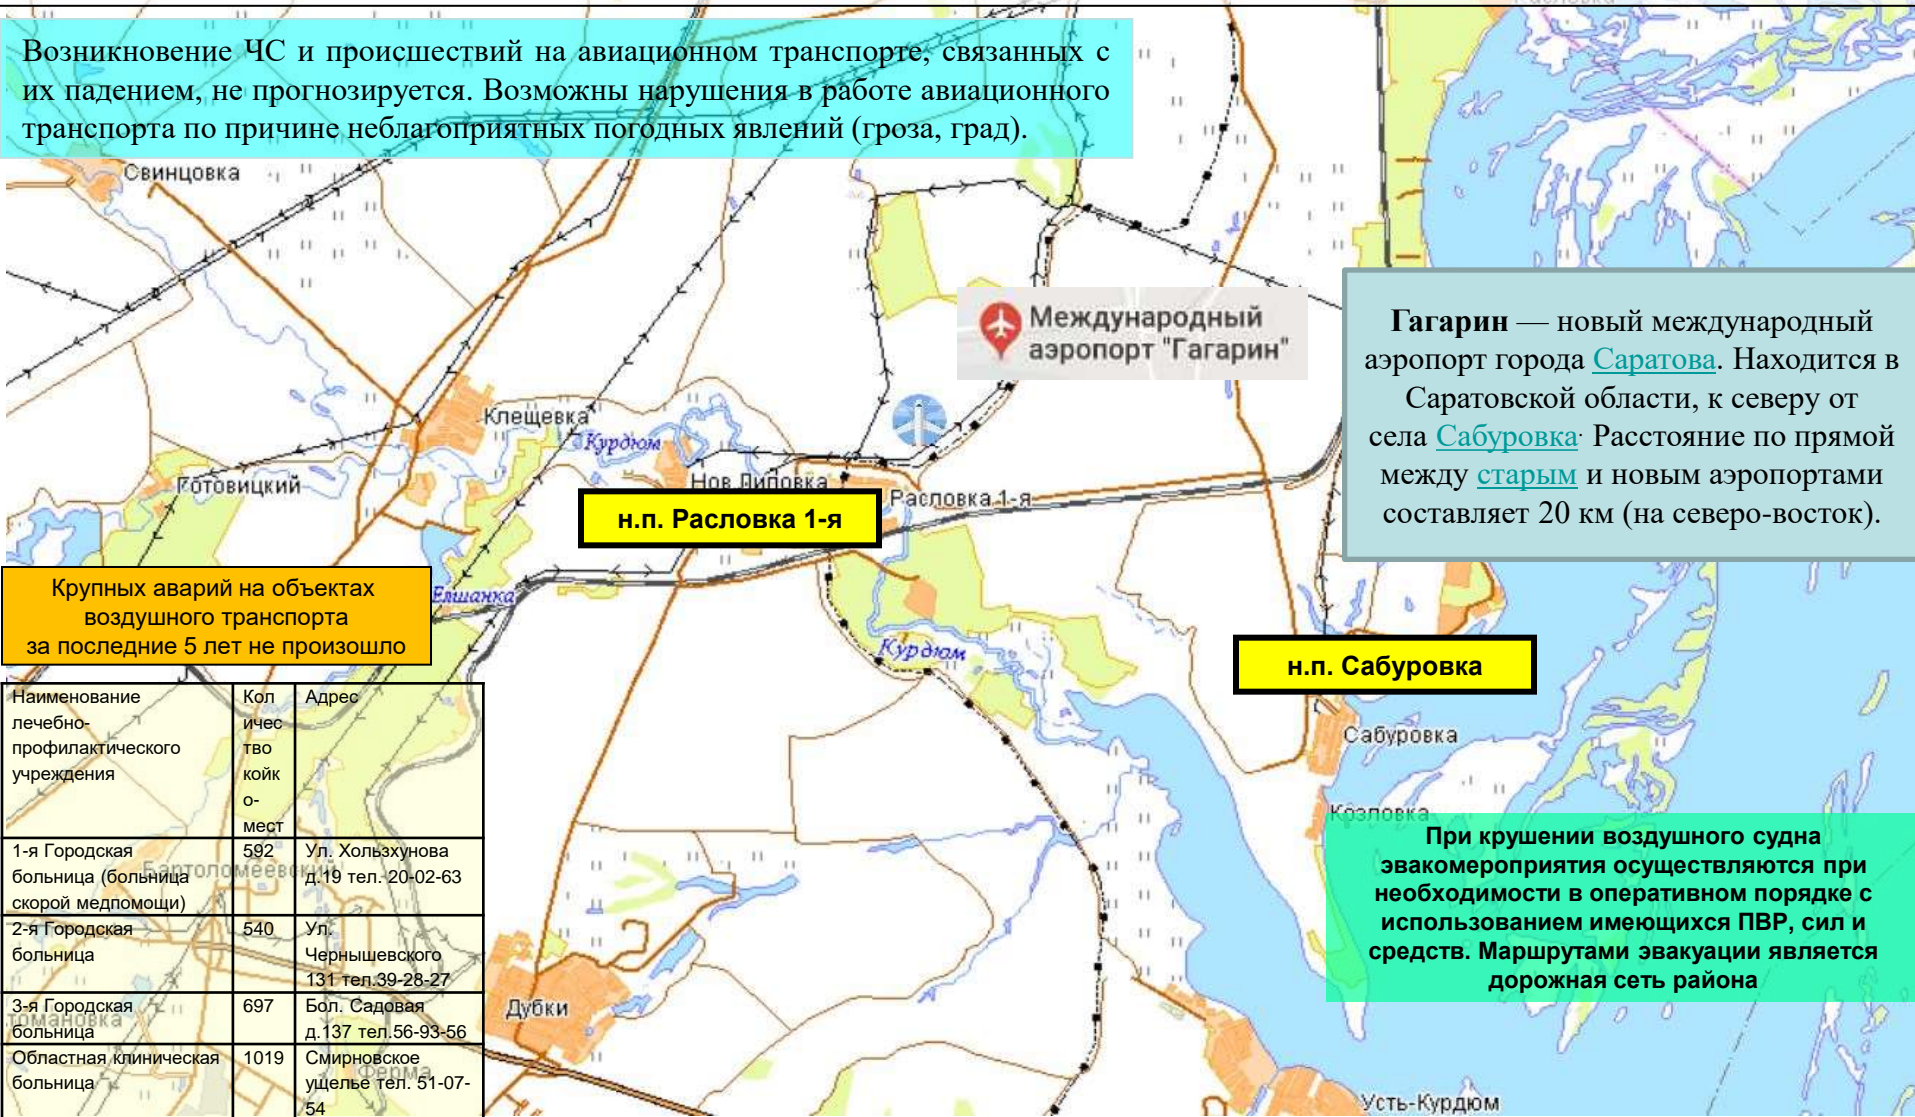 Возникновение ЧС и происшествий на авиационном транспорте, связанных с
их падением, не прогнозируется. Возможны нарушения в работе авиационного
транспорта по причине неблагоприятных погодных явлений (гроза, град).
Свинцовка
Международный
аэропорт "Гагарин"
Гагарин — новый международный
аэропорт города Саратова. Находится в
Саратовской области, к северу от
села Сабуровка. Расстояние по прямой
между старым и новым аэропортами
составляет 20 км (на северо-восток).
Клещевка
Курдюм
Готовицкий
Нов Липовка
Расловка 1-я
н.п. Расловка 1-я
Крупных аварий на объектах
воздушного транспорта
за последние 5 лет не произошло
Елшанка
Курдюм
н.п. Сабуровка
Сабуровка
Козловка
При крушении воздушного судна
эвакомероприятия осуществляются при
необходимости в оперативном порядке с
использованием имеющихся ПВР, сил и
средств. Маршрутами эвакуации является
дорожная сеть района
Наименование
лечебно-
профилактического
учреждения
Кол
ичес
тво
койк
о-
мест
Адрес
1-я Городская
больница (больница
скорой медпомощи)
592
Ул. Хользхунова
д.19 тел.-20-02-63
Бартоломеевский
2-я Городская
больница
540
Ул.
Чернышевского
131 тел.39-28-27
3-я Городская
больница
697
Бол. Садовая
д.137 тел.56-93-56
Областная клиническая
больница
1019
Смирновское
ущелье тел. 51-07-
54
Ферма
Дубки
Усть-Курдюм